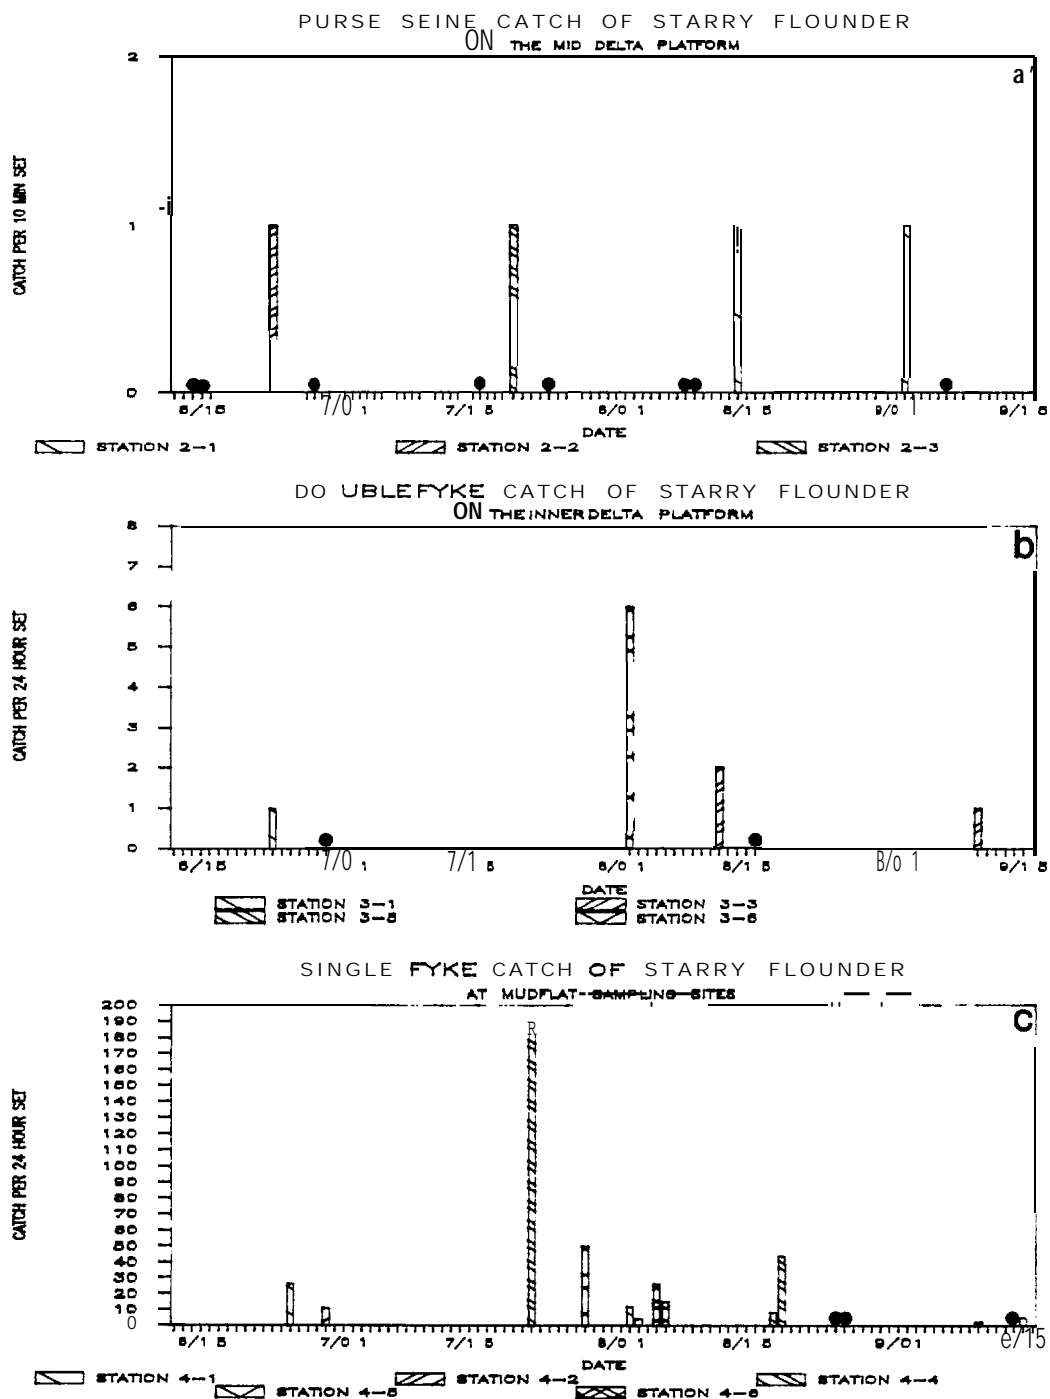 PURSE SEINE CATCH OF STARRY FLOUNDER
ON THE MID DELTA PLATFORM
a
CATCH PER 10 MIN SET
2
1
0
6/15 7/01 7/15 8/01 8/15 9/01 9/15
DATE
STATION 2-1 STATION 2-2 STATION 2-3
DO UBLE FYKE CATCH OF STARRY FLOUNDER
ON THE INNER DELTA PLATFORM
b
CATCH PER 24 HOUR SET
8
7
6
5
4
3
2
1
0
6/15 7/01 7/15 8/01 8/15 B/01 9/15
DATE
STATION 3-1 STATION 3-3
STATION 3-5 STATION 3-6
SINGLE FYKE CATCH OF STARRY FLOUNDER
AT MUDFLAT SAMPLING SITES
c
CATCH PER 24 HOUR SET
200
190
180
170
160
150
140
130
120
110
100
90
80
70
60
50
40
30
20
10
0
R
6/15 7/01 7/15 8/01 8/15 9/01 e/15
DATE
STATION 4-1 STATION 4-2 STATION 4-4
STATION 4-5 STATION 4-6